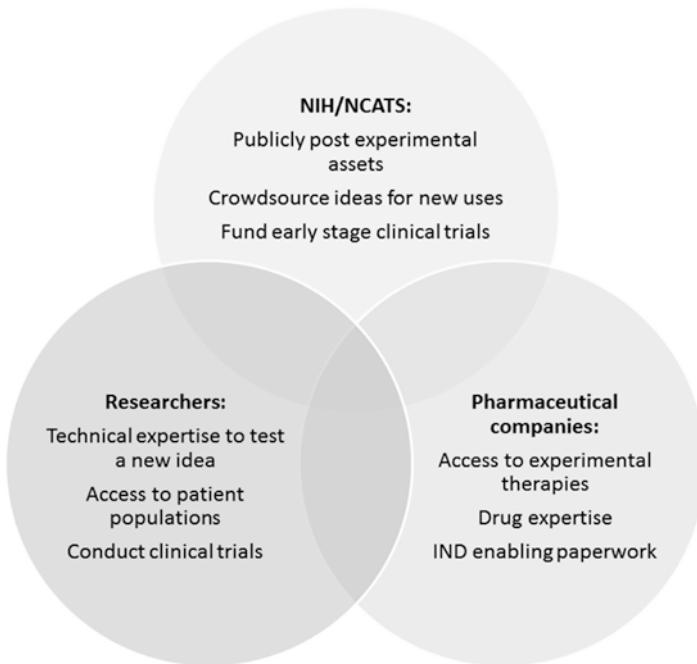 NIH/NCATS:
Publicly post experimental
assets
Crowdsource ideas for new uses
Fund early stage clinical trials
Researchers:
Technical expertise to test
a new idea
Access to patient
populations
Conduct clinical trials
Pharmaceutical
companies:
Access to experimental
therapies
Drug expertise
IND enabling paperwork